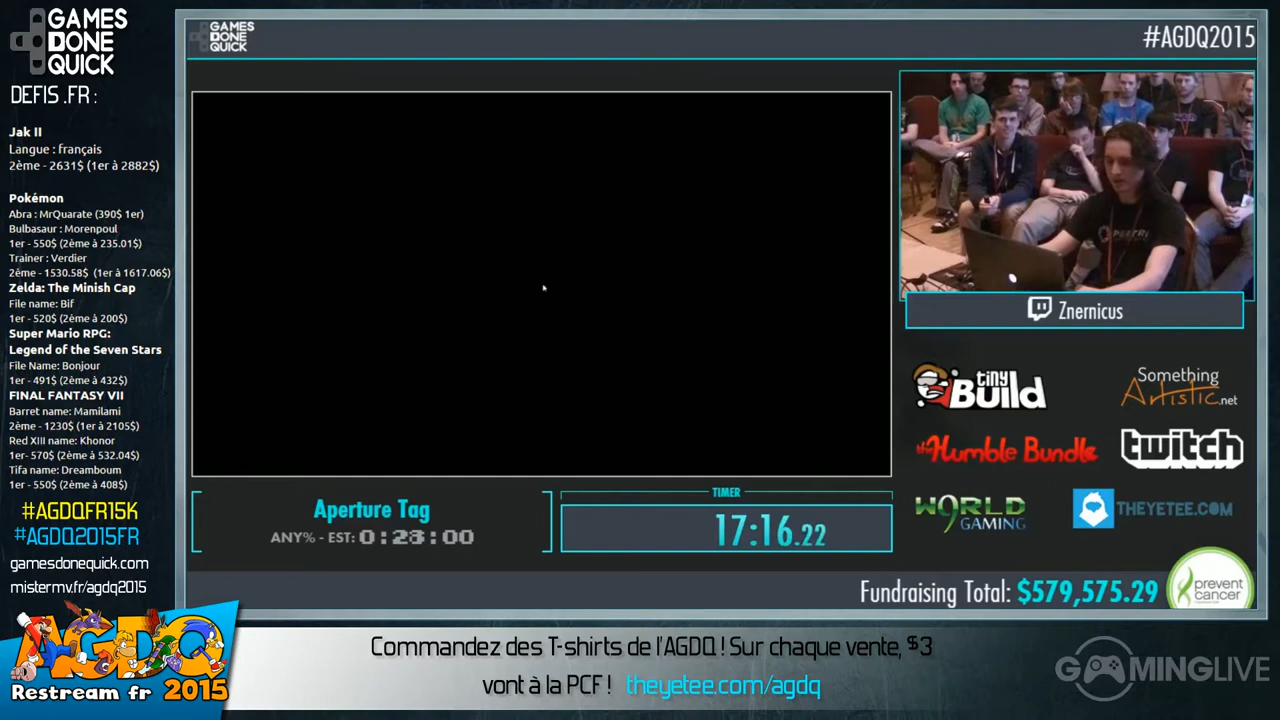 GAMES
DONE
QUICK
DEFIS .FR :
Jak II
Langue : français
2ème - 2631$ (1er à 2882$)
Pokémon
Abra : MrQuarate (390$ 1er)
Bulbasaur : Morenpoul
1er - 550$ (2ème à 235.01$)
Trainer : Verdier
2ême - 1530.58$ (1er à 1617.06$)
Zelda: The Minish Cap
File name: Bif
1er - 520$ (2ème à 200$)
Super Mario RPG:
Legend of the Seven Stars
File Name: Bonjour
1er - 491$ (2ème à 432$)
FINAL FANTASY VII
Barret name: Mamilami
2ème - 1230$ (1er à 2105$)
Red XIII name: Khonor
1er- 570$ (2ème à 532.04$)
Tifa name: Dreamboum
1er - 550$ (2ème à 408$)
#AGDQFR15K
#AGDQ2015FR
gamesdonequick.com
mistermv.fr/agdq2015
AGDQ
Restream fr 2015
GAMES
DONE
QUICK
#AGDQ2015
Znernicus
tiny Build
Something Artistic.net
the Humble Bundle
twitch
WORLD GAMING
THEYETEE.COM
Aperture Tag
ANY% - EST: 0:23:00
TIMER
17:16.22
Fundraising Total: $579,575.29
prevent cancer
Commandez des T-shirts de l'AGDQ ! Sur chaque vente, $3
vont à la PCF ! theyetee.com/agdq
GAMINGLIVE